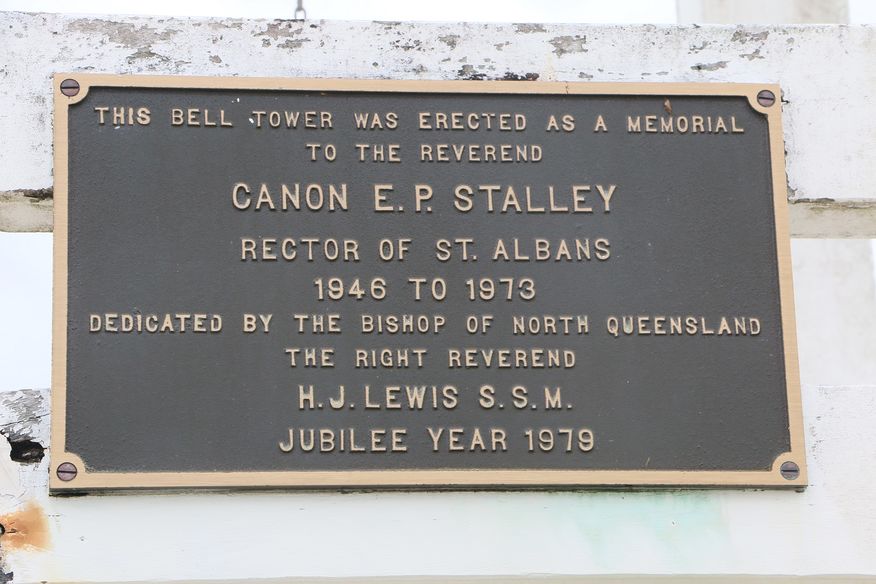 THIS BELL TOWER WAS ERECTED AS A MEMORIAL
TO THE REVEREND
CANON E.P. STALLEY
RECTOR OF ST. ALBANS
1946 TO 1973
DEDICATED BY THE BISHOP OF NORTH QUEENSLAND
THE RIGHT REVEREND
H.J. LEWIS S.S.M.
JUBILEE YEAR 1979